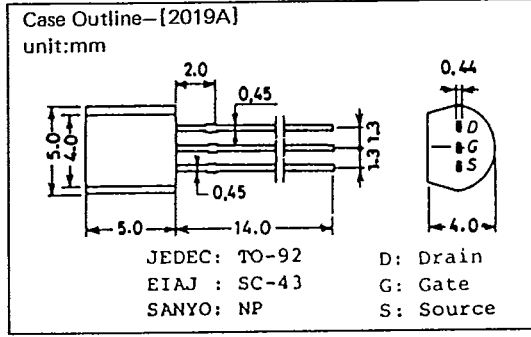 Case Outline–[2019A]
unit:mm
2.0
0,45
0,44
5.0
4.0
1.3
1.3
D
G
S
0,45
5.0
14.0
4.0
JEDEC: TO-92
EIAJ : SC-43
SANYO: NP
D: Drain
G: Gate
S: Source